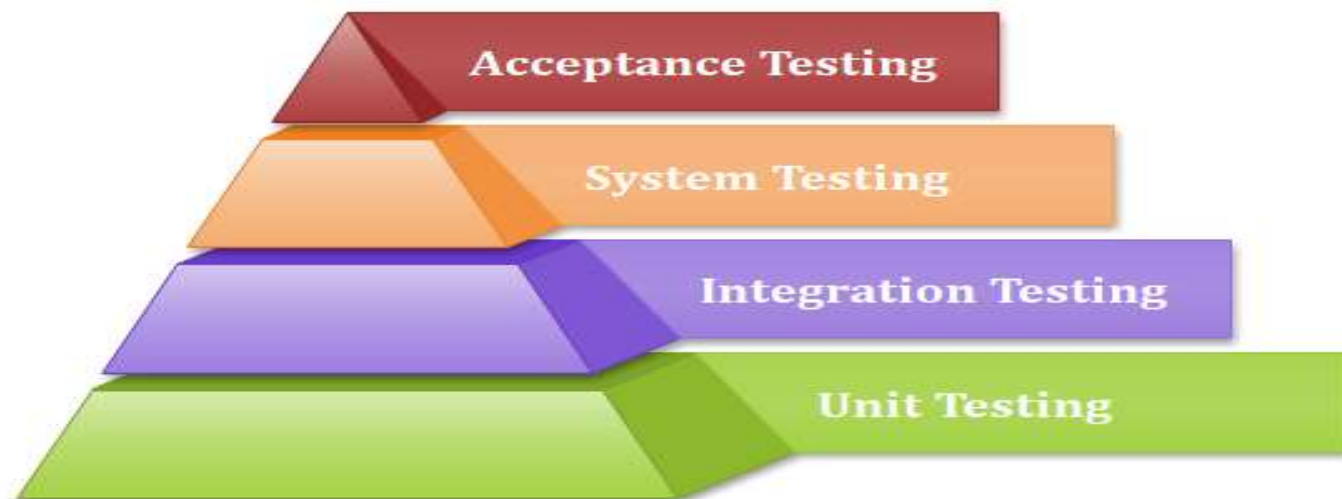 Acceptance Testing
System Testing
Integration Testing
Unit Testing